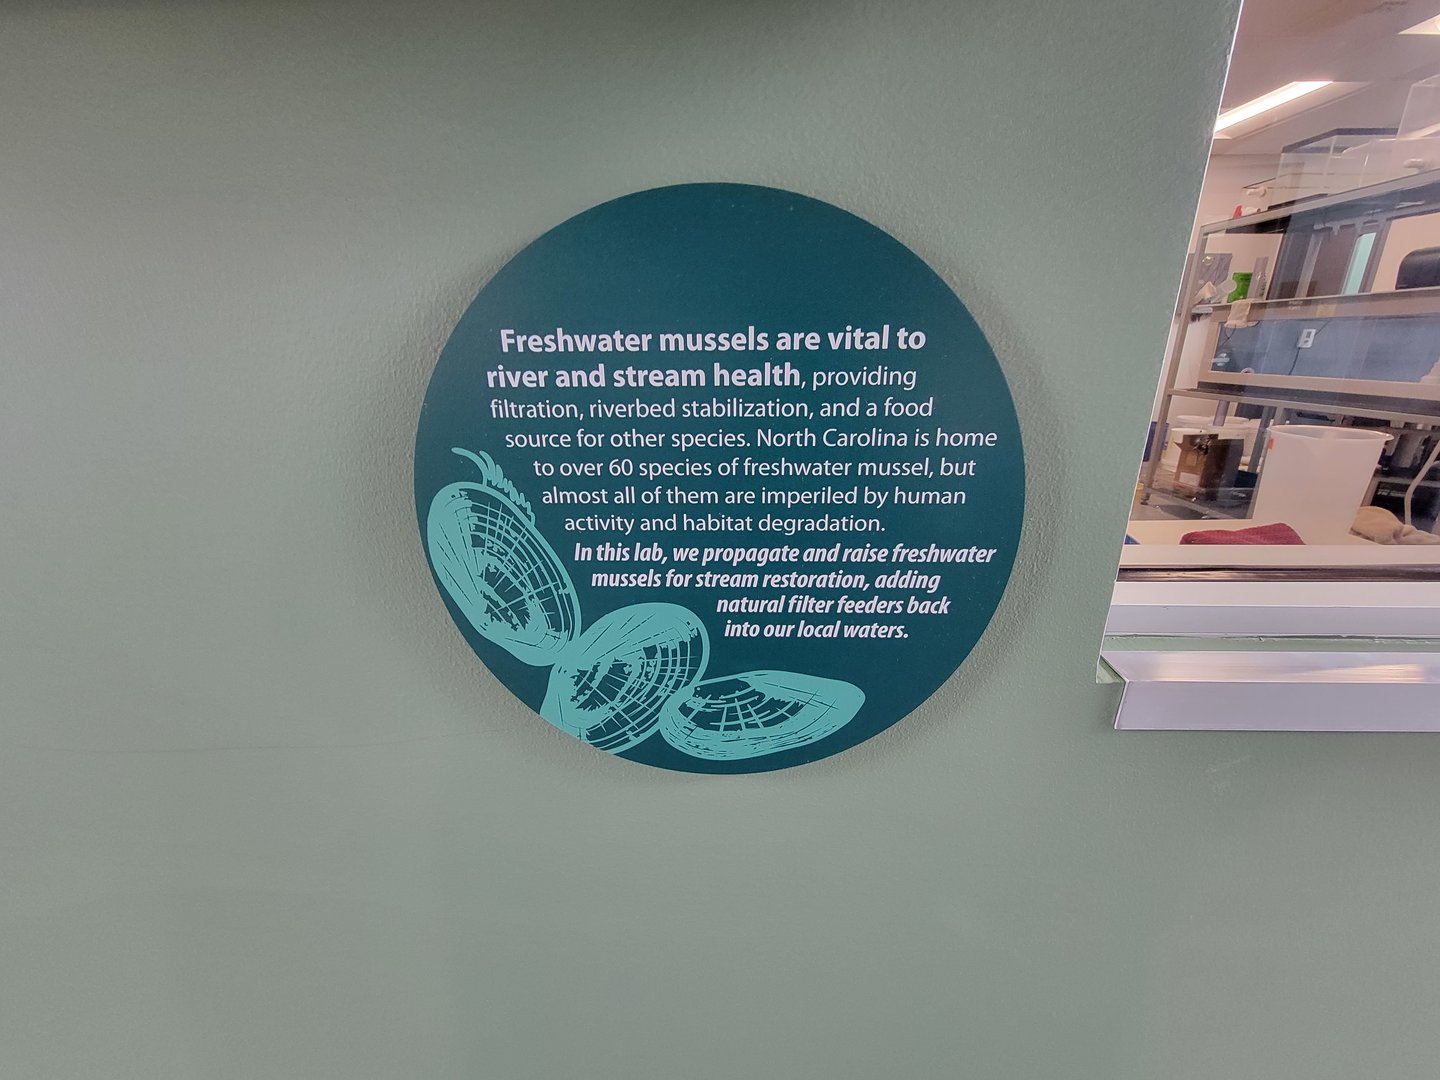 Freshwater mussels are vital to
river and stream health, providing
filtration, riverbed stabilization, and a food
source for other species. North Carolina is home
to over 60 species of freshwater mussel, but
almost all of them are imperiled by human
activity and habitat degradation.
In this lab, we propagate and raise freshwater
mussels for stream restoration, adding
natural filter feeders back
into our local waters.